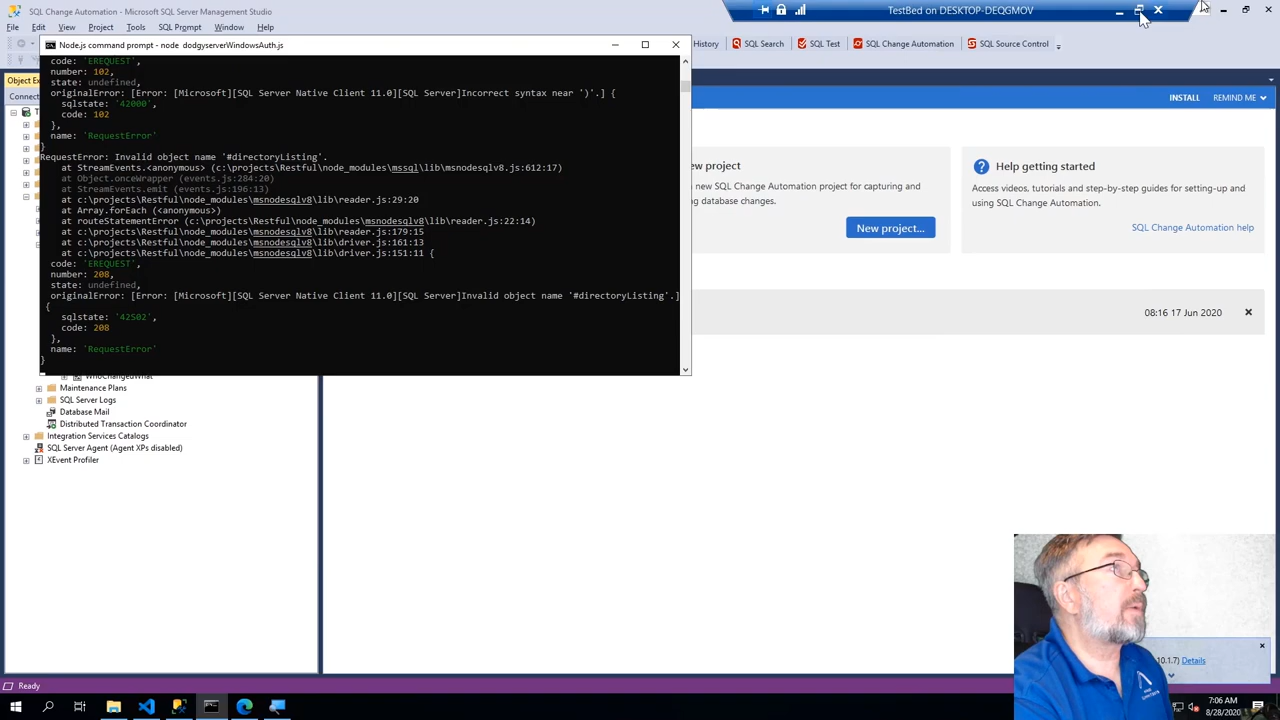 SQL Change Automation - Microsoft SQL Server Management Studio
TestBed on DESKTOP-DEQGMOV
File Edit View Project Tools SQL Prompt Window Help
Node.js command prompt - node dodgyserverWindowsAuth.js
History SQL Search SQL Test SQL Change Automation SQL Source Control
Object Ex
Connect
INSTALL REMIND ME
code: 'EREQUEST',
number: 102,
state: undefined,
originalError: [Error: [Microsoft][SQL Server Native Client 11.0][SQL Server]Incorrect syntax near ')'.] {
sqlstate: '42000',
code: 102
},
name: 'RequestError'
}
RequestError: Invalid object name '#directoryListing'.
at StreamEvents.<anonymous> (c:\projects\Restful\node_modules\mssql\lib\msnodesqlv8.js:612:17)
at Object.onceWrapper (events.js:284:20)
at StreamEvents.emit (events.js:196:13)
at c:\projects\Restful\node_modules\msnodesqlv8\lib\reader.js:29:20
at Array.forEach (<anonymous>)
at routeStatementError (c:\projects\Restful\node_modules\msnodesqlv8\lib\reader.js:22:14)
at c:\projects\Restful\node_modules\msnodesqlv8\lib\reader.js:179:15
at c:\projects\Restful\node_modules\msnodesqlv8\lib\driver.js:161:13
at c:\projects\Restful\node_modules\msnodesqlv8\lib\driver.js:151:11 {
code: 'EREQUEST',
number: 208,
state: undefined,
originalError: [Error: [Microsoft][SQL Server Native Client 11.0][SQL Server]Invalid object name '#directoryListing'.]
{
sqlstate: '42S02',
code: 208
},
name: 'RequestError'
}
ew project
new SQL Change Automation project for capturing and
ng database changes.
New project...
Help getting started
Access videos, tutorials and step-by-step guides for setting-up and
using SQL Change Automation.
SQL Change Automation help
08:16 17 Jun 2020
WhoChangedWhat
Maintenance Plans
SQL Server Logs
Database Mail
Distributed Transaction Coordinator
Integration Services Catalogs
SQL Server Agent (Agent XPs disabled)
XEvent Profiler
10.1.7) Details
Ready
7:06 AM
8/28/2020